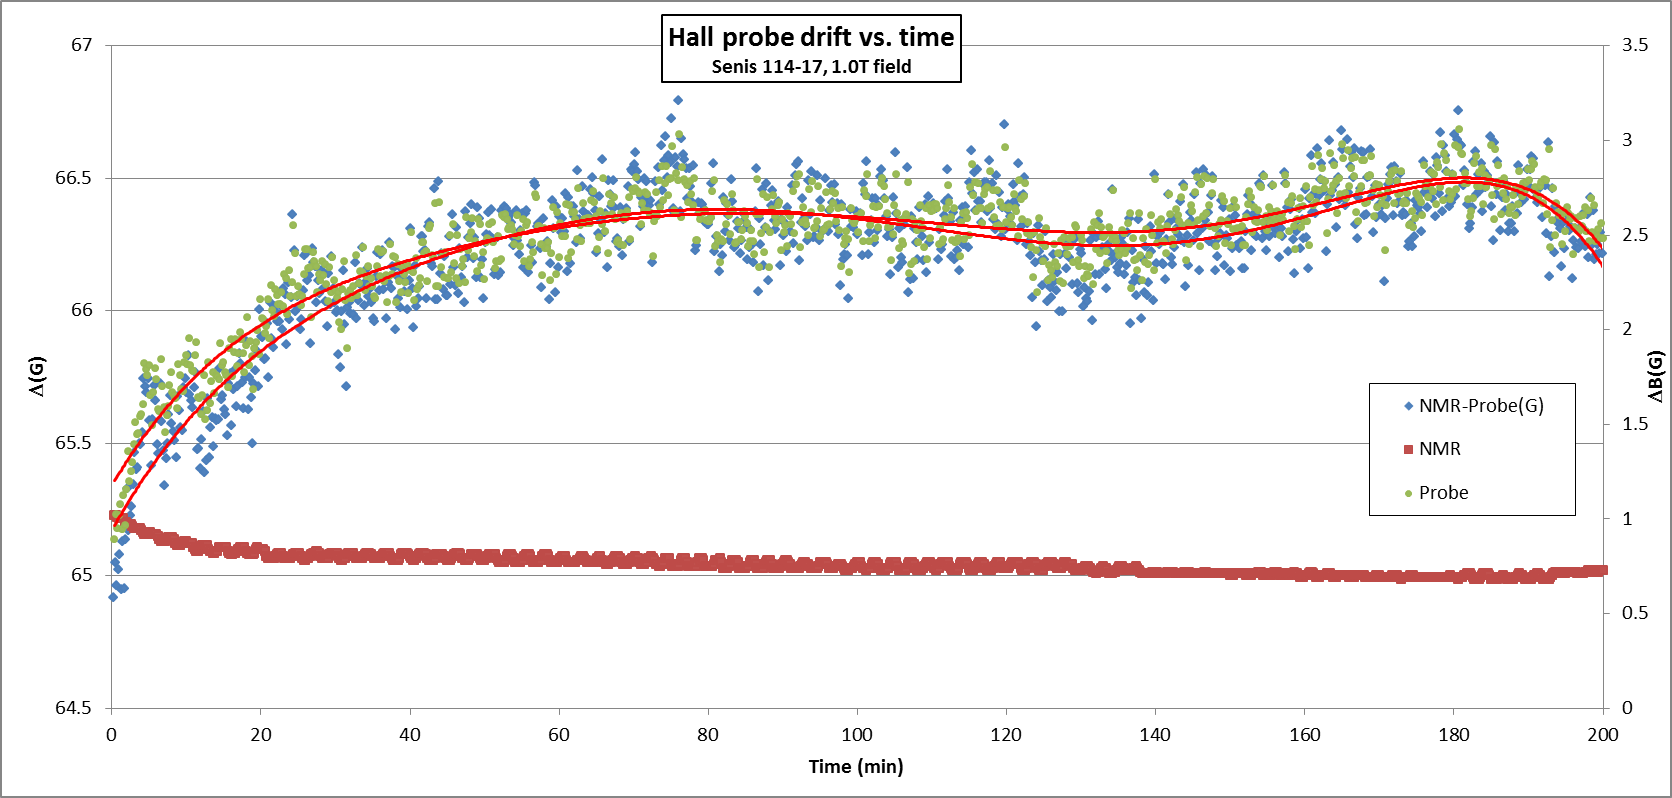 Hall probe drift vs. time
Senis 114-17, 1.0T field
67
66.5
66
65.5
65
64.5
Δ(G)
3.5
3
2.5
2
1.5
1
0.5
0
ΔB(G)
NMR-Probe(G)
NMR
Probe
0 20 40 60 80 100 120 140 160 180 200
Time (min)